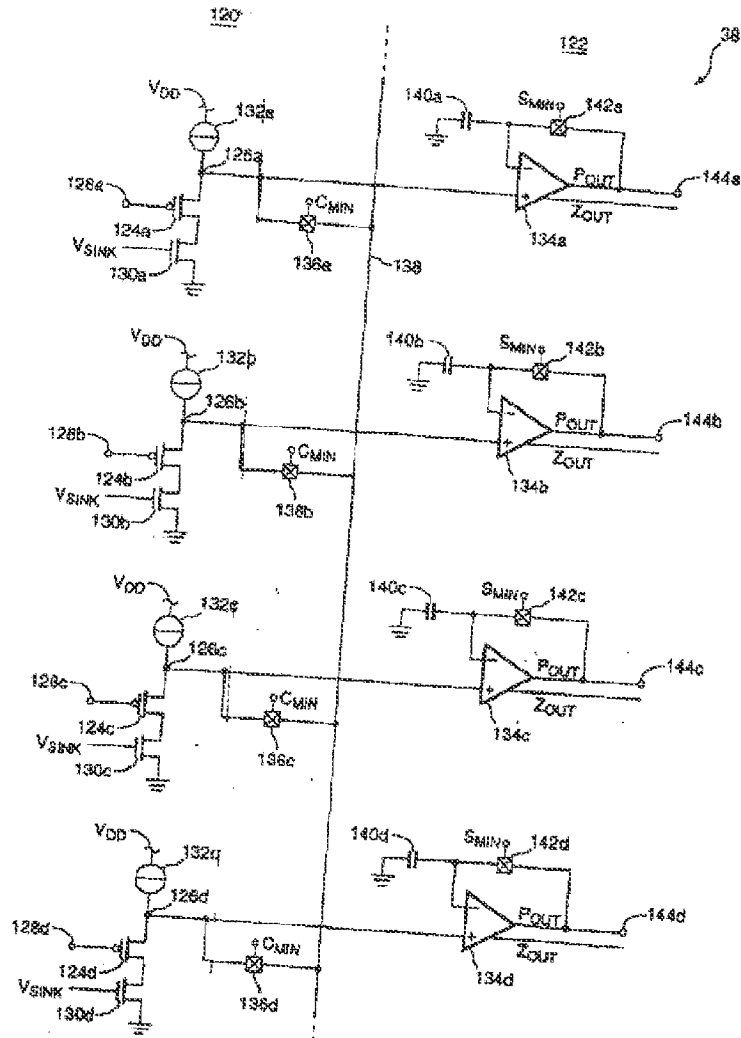 120
122
38
VDD
132a
126a
128a
124a
VSINK
130a
CMIN
136a
138
140a
SMIN
142a
POUT
144a
ZOUT
134a
VDD
132b
126b
128b
124b
VSINK
130b
CMIN
136b
140b
SMIN
142b
POUT
144b
ZOUT
134b
VDD
132c
126c
128c
124c
VSINK
130c
CMIN
136c
140c
SMIN
142c
POUT
144c
ZOUT
134c
VDD
126d
128d
124d
VSINK
130d
CMIN
136d
140d
SMIN
142d
POUT
144d
ZOUT
134d